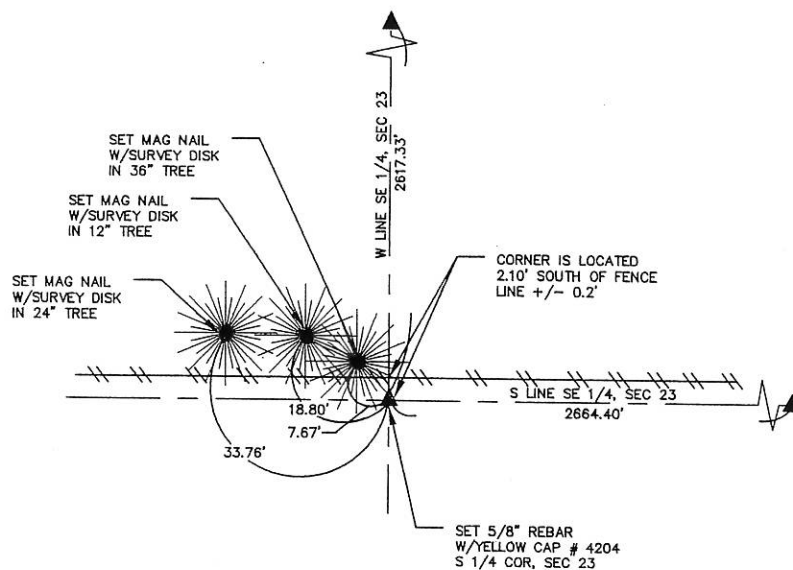 W LINE SE 1/4, SEC 23
2617.33'
SET MAG NAIL
W/SURVEY DISK
IN 36" TREE
SET MAG NAIL
W/SURVEY DISK
IN 12" TREE
SET MAG NAIL
W/SURVEY DISK
IN 24" TREE
CORNER IS LOCATED
2.10' SOUTH OF FENCE
LINE +/- 0.2'
S LINE SE 1/4, SEC 23
2664.40'
18.80'
7.67'
33.76'
SET 5/8" REBAR
W/YELLOW CAP # 4204
S 1/4 COR, SEC 23